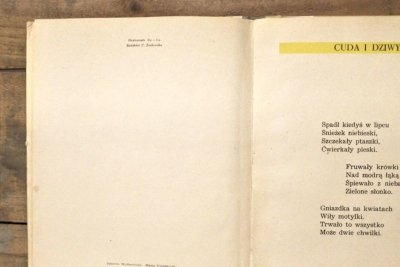 CUDA I DZIWY
Spadł kiedyś w lipcu
Śnieżek niebieski,
Szczekały ptaszki,
Ćwierkały pieski.
Fruwały krówki
Nad modrą łąką
Śpiewało z nieba
Zielone słonko.
Gniazdka na kwiatach
Wiły motylki.
Trwało to wszystko
Może dwie chwilki.